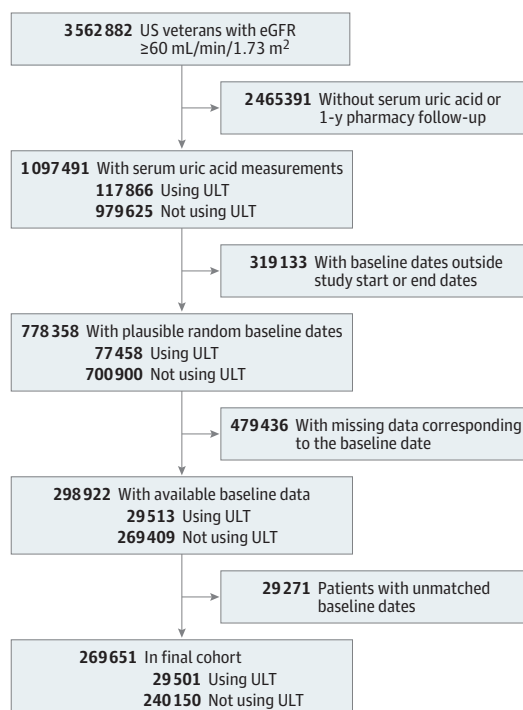 3562882 US veterans with eGFR
≥60 mL/min/1.73 m²
2465391 Without serum uric acid or
1-y pharmacy follow-up
1097491 With serum uric acid measurements
117866 Using ULT
979625 Not using ULT
319133 With baseline dates outside
study start or end dates
778358 With plausible random baseline dates
77458 Using ULT
700900 Not using ULT
479436 With missing data corresponding
to the baseline date
298922 With available baseline data
29513 Using ULT
269409 Not using ULT
29271 Patients with unmatched
baseline dates
269651 In final cohort
29501 Using ULT
240150 Not using ULT